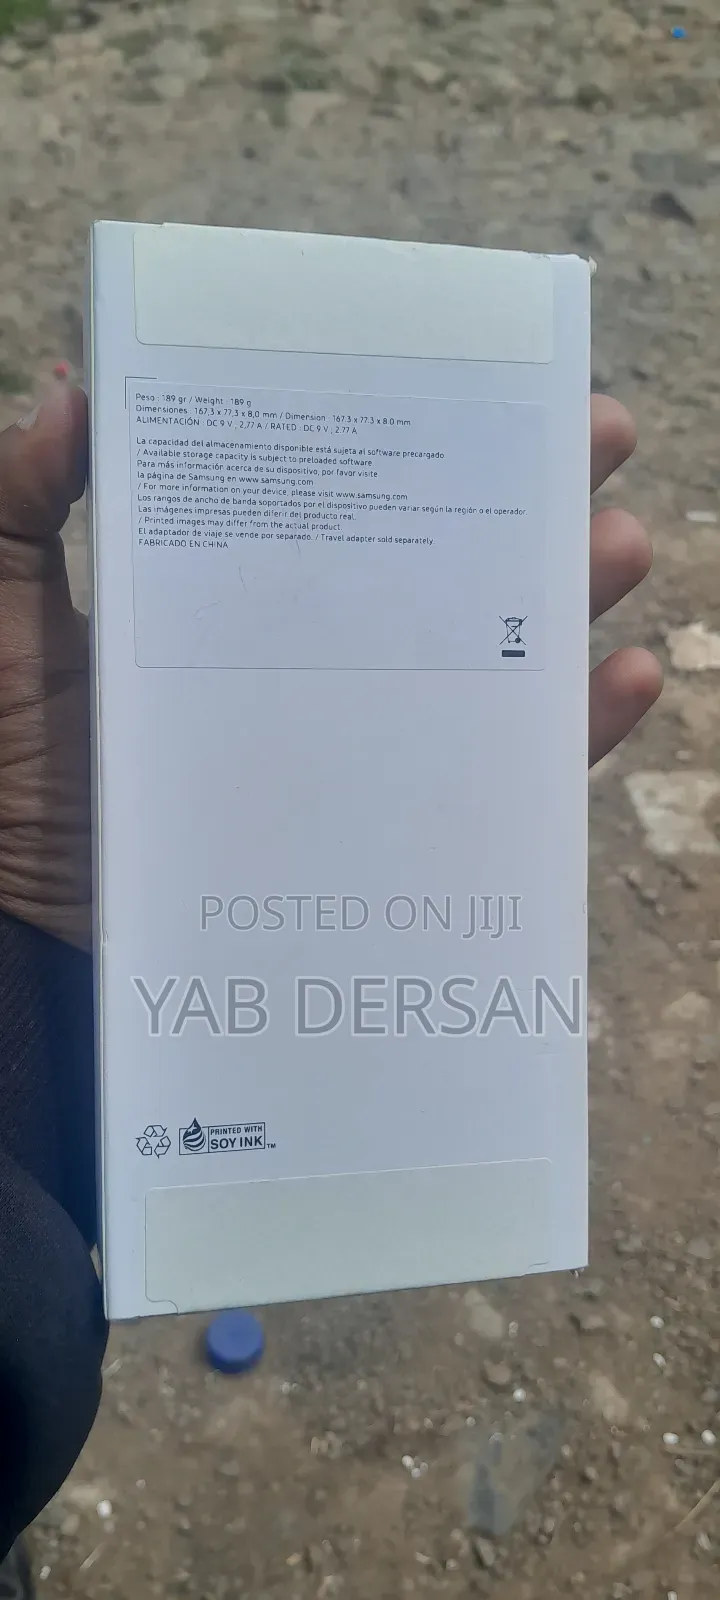 Peso : 189 gr / Weight : 189 g
Dimensiones : 167,3 x 77,3 x 8,0 mm / Dimension : 167.3 x 77.3 x 8.0 mm
ALIMENTACIÓN : DC 9 V ; 2,77 A / RATED : DC 9 V ; 2.77 A
La capacidad del almacenamiento disponible está sujeta al software precargado
/ Available storage capacity is subject to preloaded software
Para más información acerca de su dispositivo, por favor visite
la página de Samsung en www.samsung.com
/ For more information on your device, please visit www.samsung.com
Los rangos de ancho de banda soportados por el dispositivo pueden variar según la región o el operador.
Las imágenes impresas pueden diferir del producto real.
/ Printed images may differ from the actual product.
El adaptador de viaje se vende por separado. / Travel adapter sold separately.
FABRICADO EN CHINA
POSTED ON JIJI
YAB DERSAN
PRINTED WITH
SOY INK ™